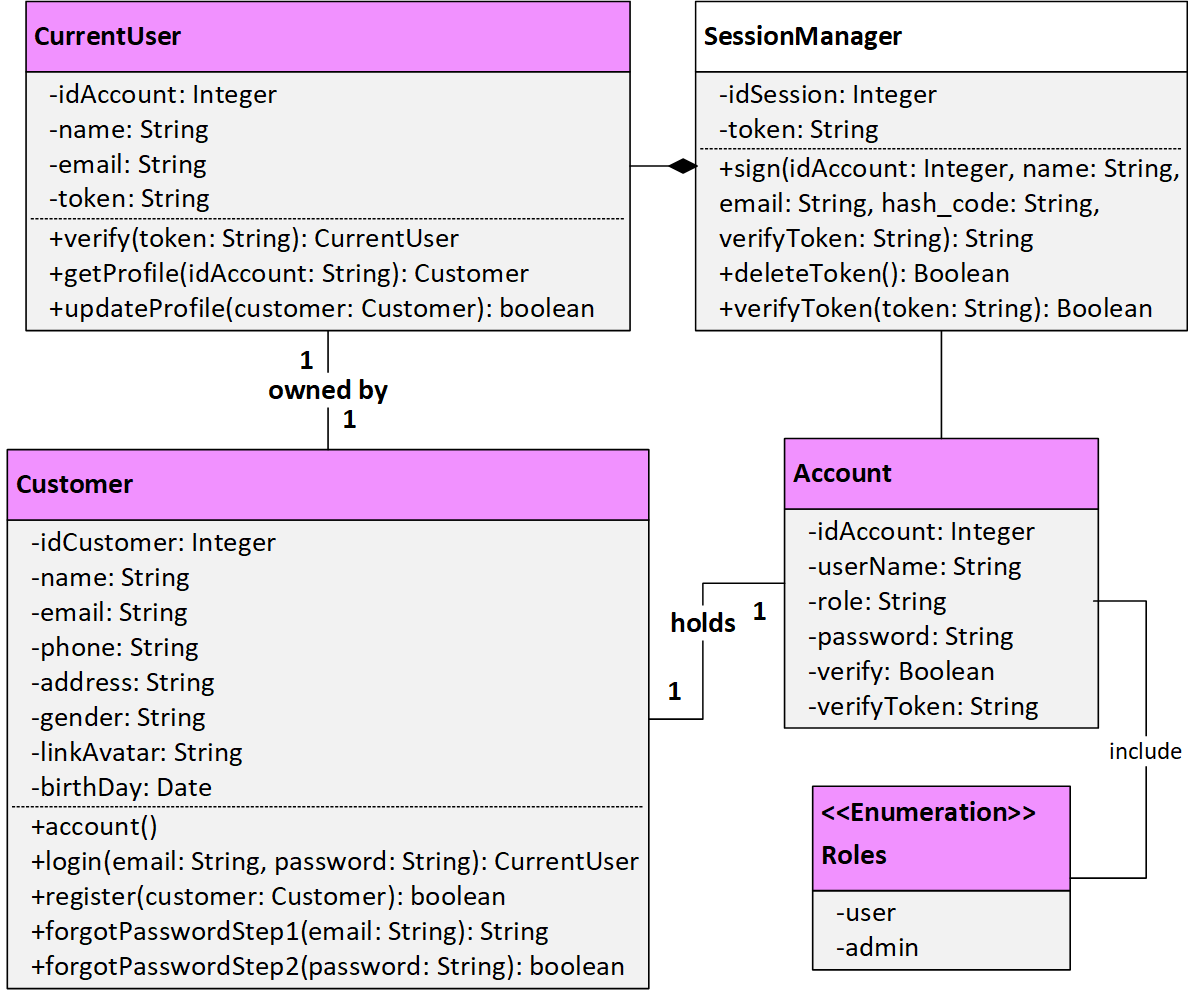 CurrentUser
-idAccount: Integer
-name: String
-email: String
-token: String
+verify(token: String): CurrentUser
+getProfile(idAccount: String): Customer
+updateProfile(customer: Customer): boolean
SessionManager
-idSession: Integer
-token: String
+sign(idAccount: Integer, name: String,
email: String, hash_code: String,
verifyToken: String): String
+deleteToken(): Boolean
+verifyToken(token: String): Boolean
1
owned by
1
Customer
-idCustomer: Integer
-name: String
-email: String
-phone: String
-address: String
-gender: String
-linkAvatar: String
-birthDay: Date
+account()
+login(email: String, password: String): CurrentUser
+register(customer: Customer): boolean
+forgotPasswordStep1(email: String): String
+forgotPasswordStep2(password: String): boolean
holds
1
1
Account
-idAccount: Integer
-userName: String
-role: String
-password: String
-verify: Boolean
-verifyToken: String
include
<<Enumeration>>
Roles
-user
-admin